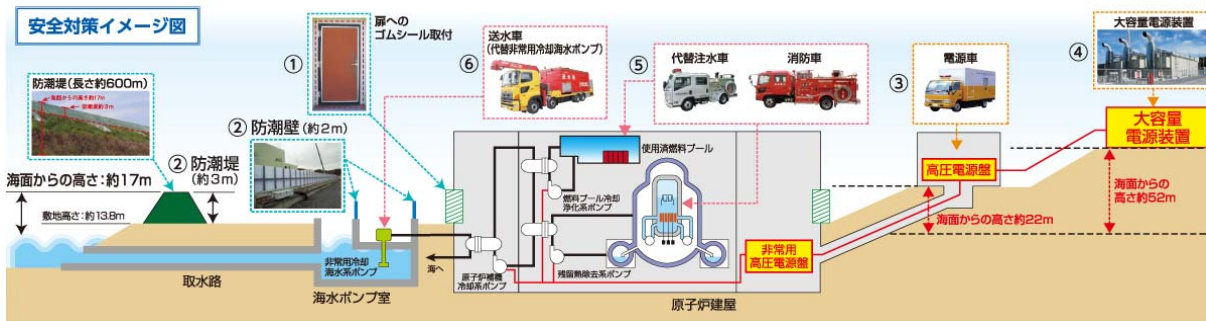 安全対策イメージ図
防潮堤(長さ約600m)
海面からの高さ約17m
①
扉への
ゴムシール取付
② 防潮壁(約2m)
② 防潮堤
(約3m)
海面からの高さ:約17m
敷地高さ:約13.8m
取水路
非常用冷却
海水系ポンプ
海水ポンプ室
海へ
⑥
送水車
(代替非常用冷却海水ポンプ)
⑤
代替注水車
消防車
使用済燃料プール
燃料プール冷却
浄化系ポンプ
原子炉補機
冷却系ポンプ
残留熱除去系ポンプ
原子炉建屋
非常用
高圧電源盤
③
電源車
高圧電源盤
海面からの高さ約22m
④
大容量電源装置
大容量
電源装置
海面からの
高さ約52m